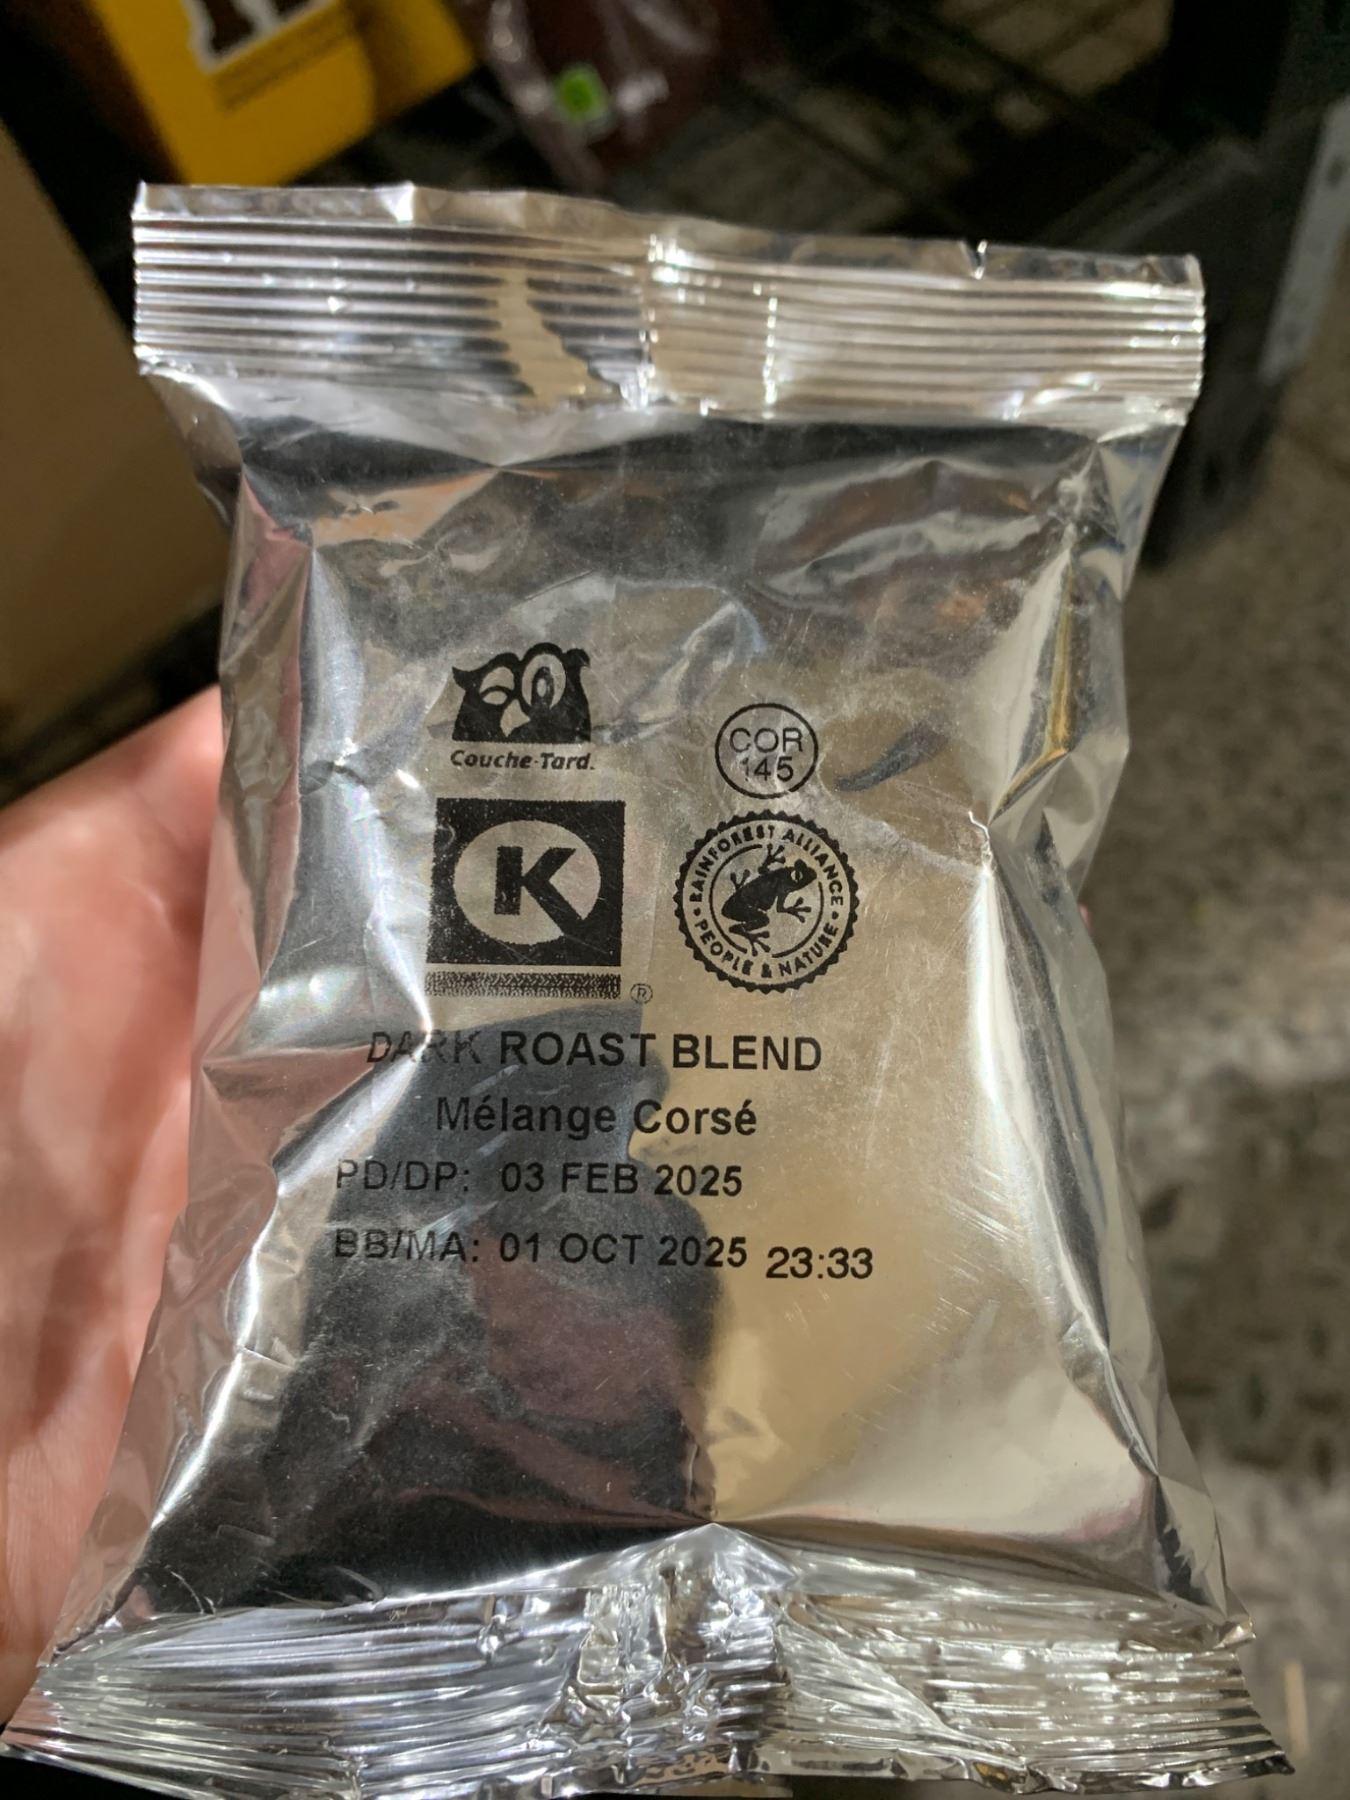 Couche-Tard.
COR
145
K
®
RAINFOREST ALLIANCE
• PEOPLE & NATURE •
DARK ROAST BLEND
Mélange Corsé
PD/DP: 03 FEB 2025
BB/MA: 01 OCT 2025 23:33